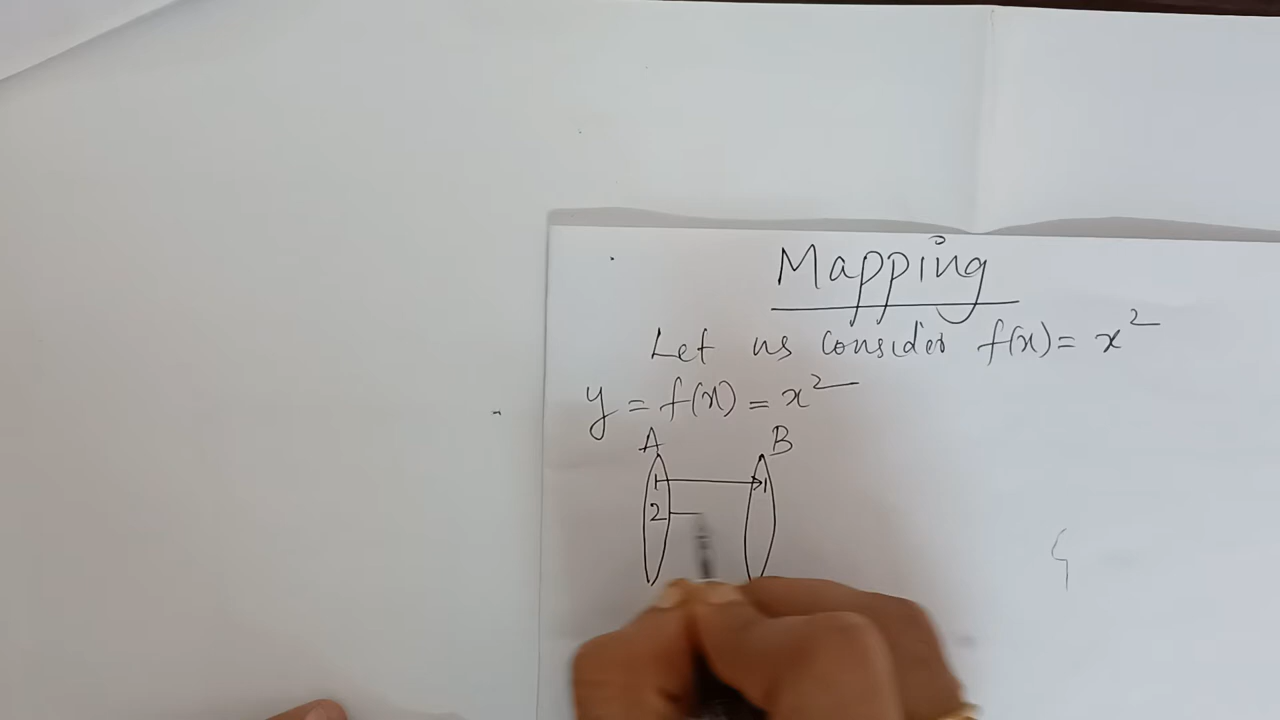 Mapping
Let us consider f(x) = x²
y = f(x) = x²
A B
1 1
2